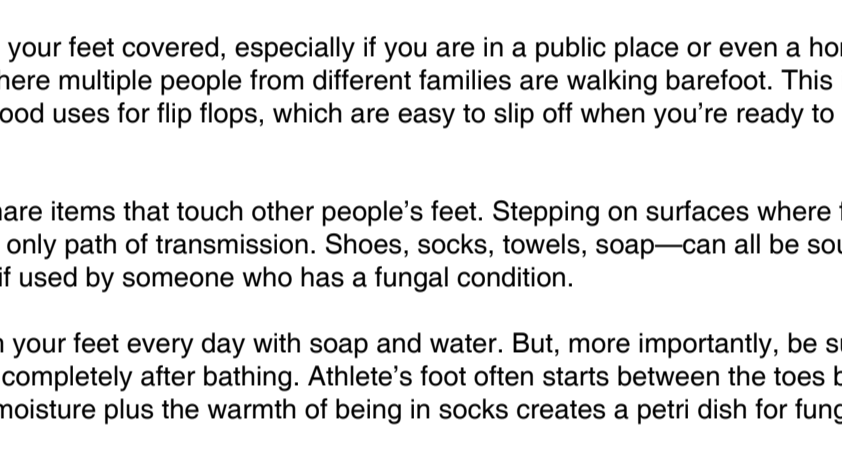 your feet covered, especially if you are in a public place or even a
here multiple people from different families are walking barefoot. This
ood uses for flip flops, which are easy to slip off when you’re ready to
are items that touch other people’s feet. Stepping on surfaces where
only path of transmission. Shoes, socks, towels, soap—can all be
if used by someone who has a fungal condition.
your feet every day with soap and water. But, more importantly, be
completely after bathing. Athlete’s foot often starts between the toes
moisture plus the warmth of being in socks creates a petri dish for